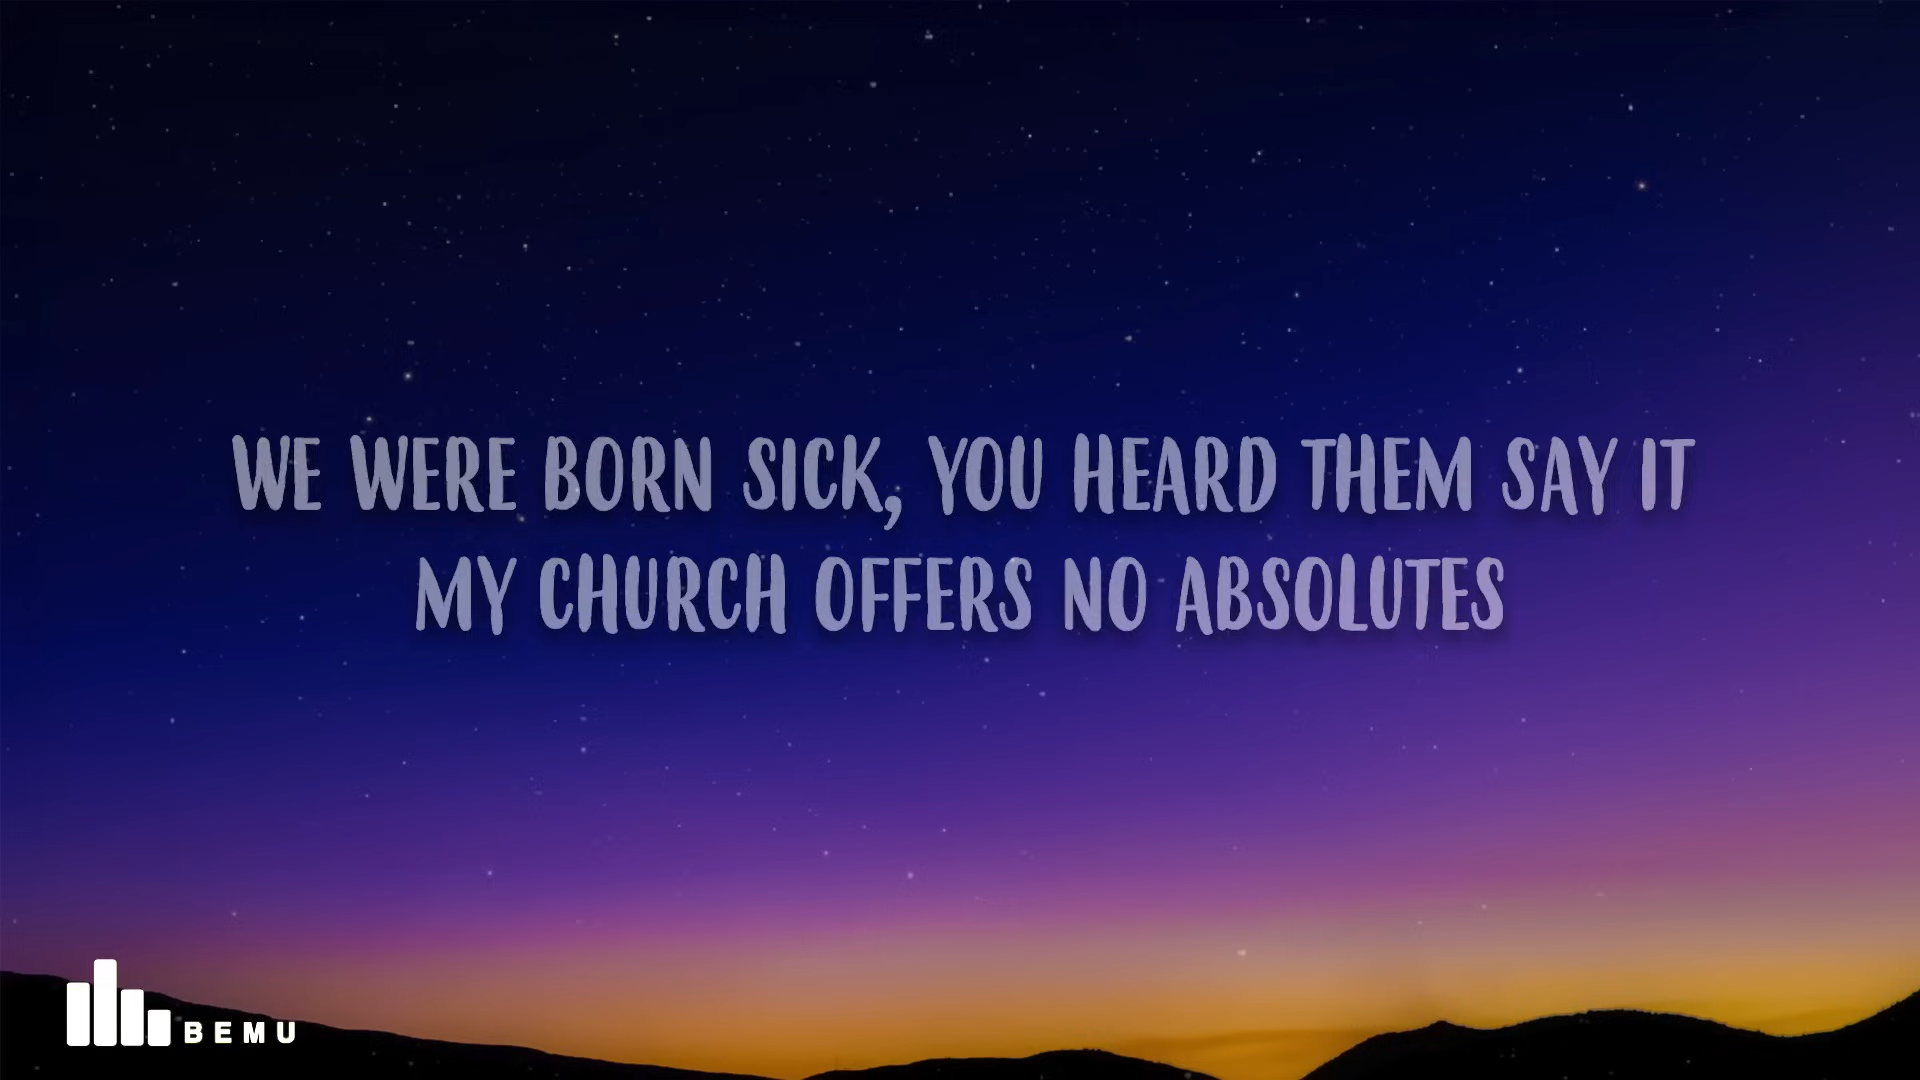 WE WERE BORN SICK, YOU HEARD THEM SAY IT
MY CHURCH OFFERS NO ABSOLUTES
BEMU